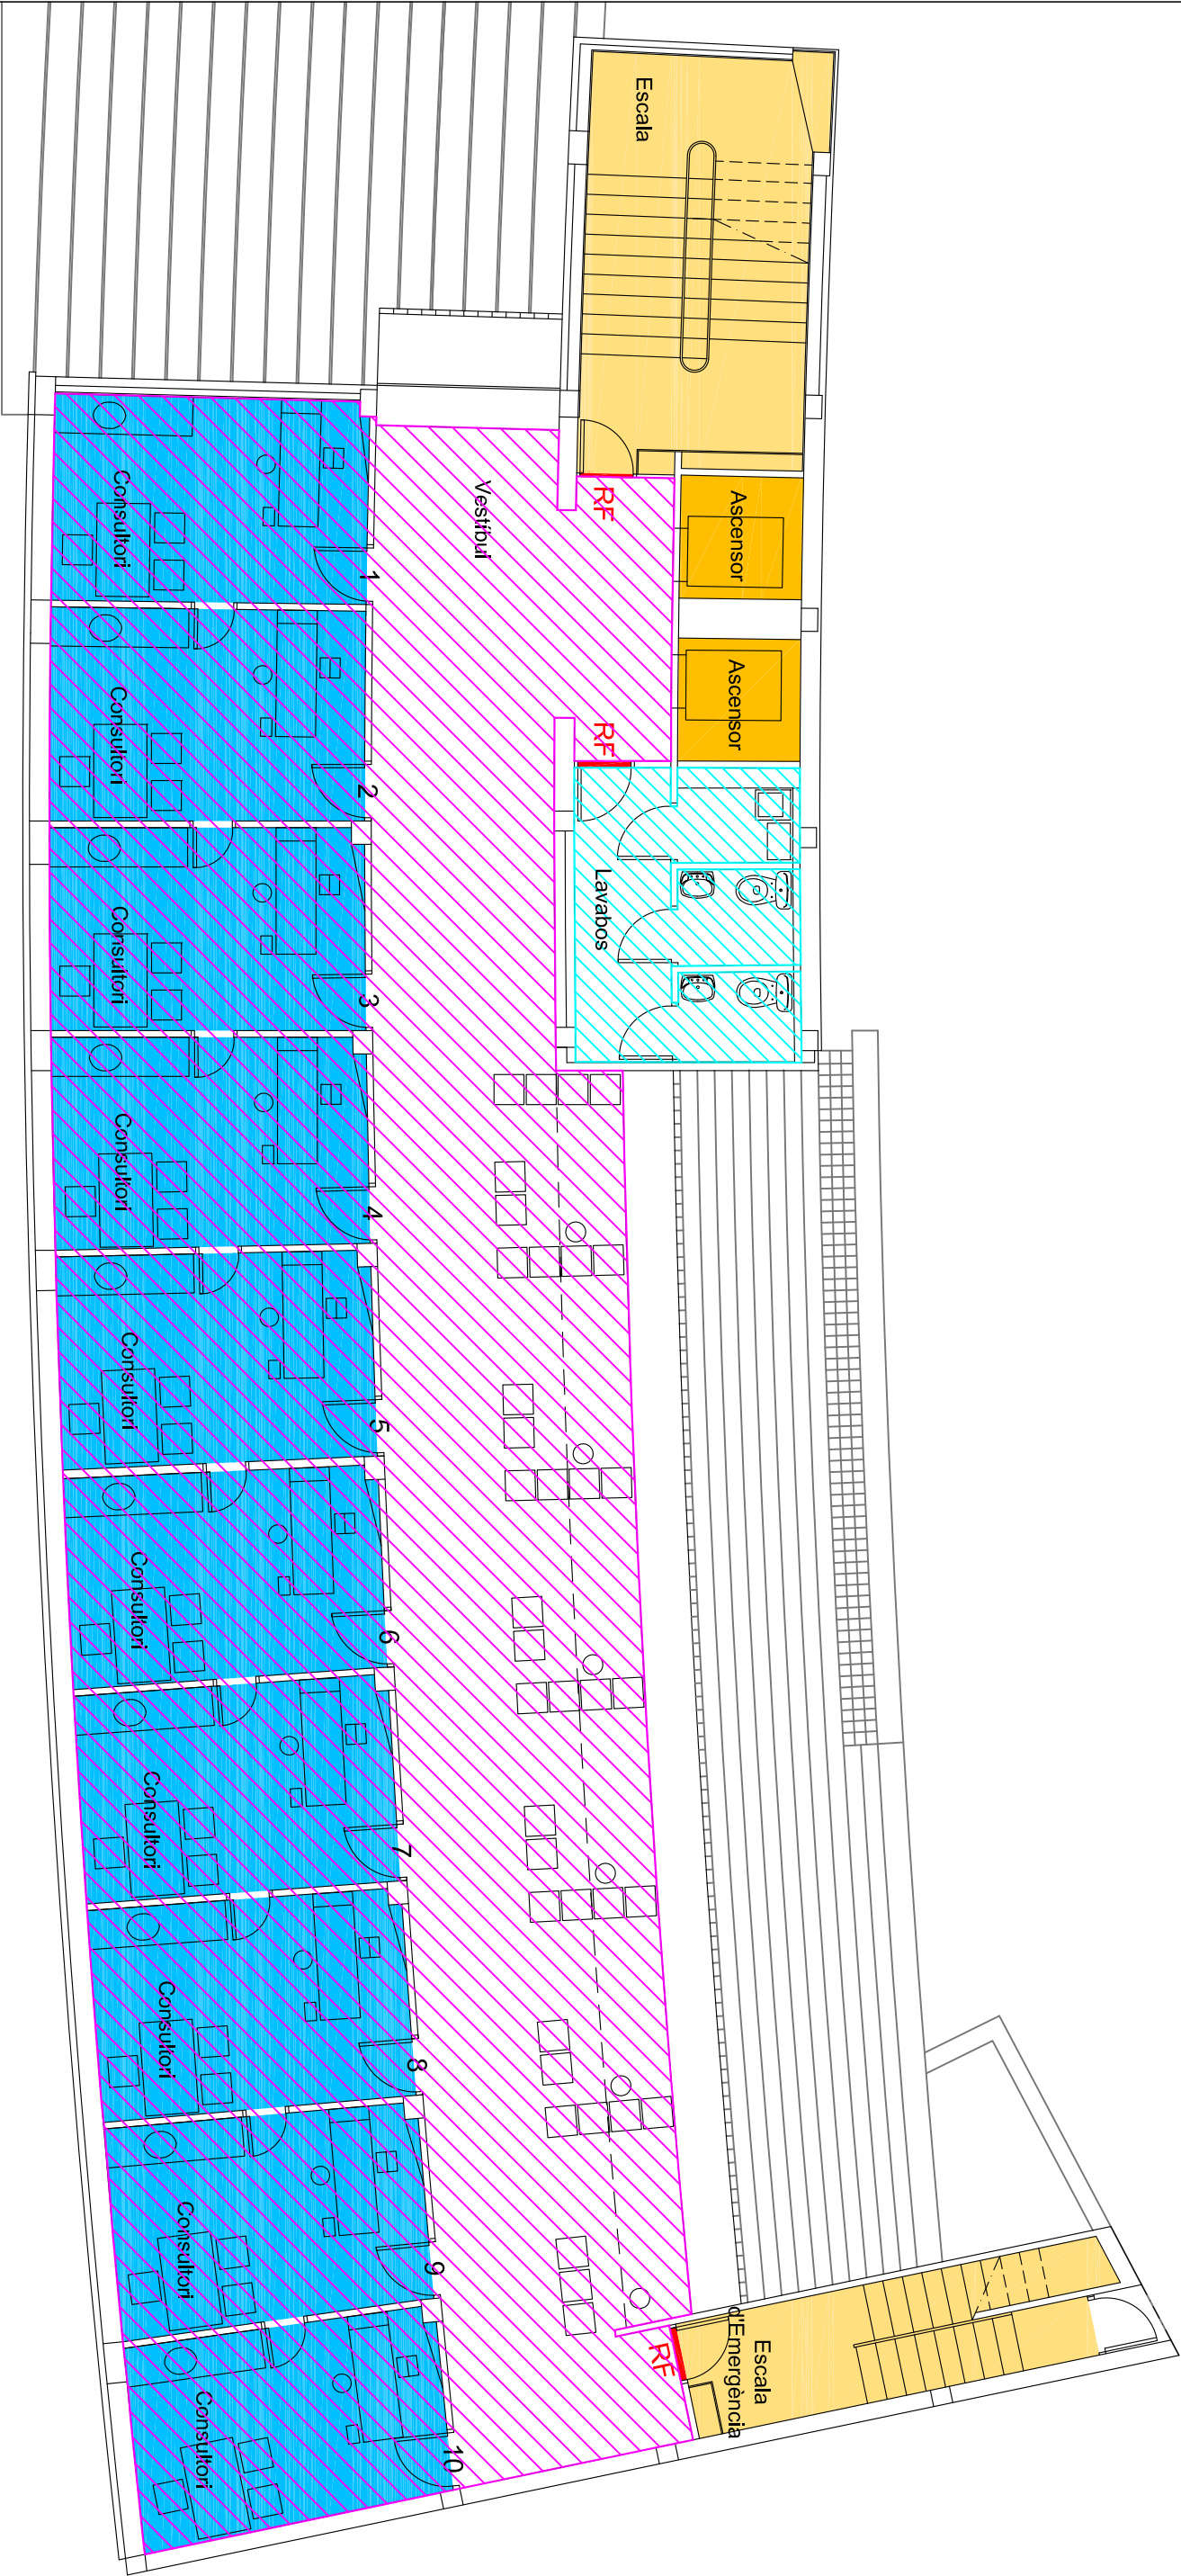 Escala
RF
Ascensor
Ascensor
Vestíbul
RF
Lavabos
Consultori
1
Consultori
2
Consultori
3
Consultori
4
Consultori
5
Consultori
6
Consultori
7
Consultori
8
Consultori
9
Consultori
10
RF
Escala
d'Emergència